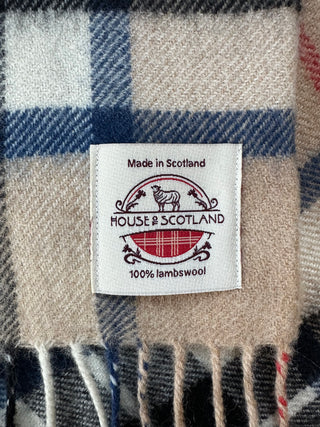 Made in Scotland
HOUSE OF SCOTLAND
100% lambswool